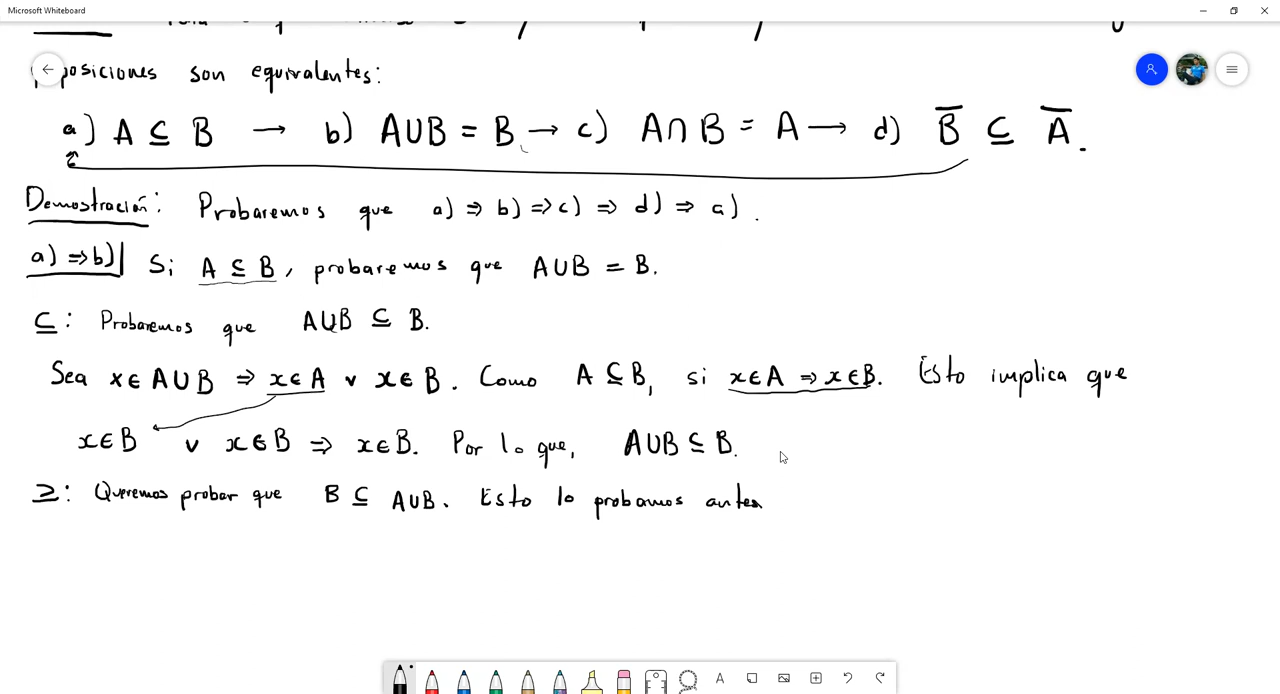 Microsoft Whiteboard
son equivalentes:
a) A ⊆ B → b) A∪B = B → c) A∩B = A → d) B̅ ⊆ A̅.
Demostración: Probaremos que a) ⇒ b) ⇒ c) ⇒ d) ⇒ a).
a) ⇒ b)| Si A ⊆ B, probaremos que A∪B = B.
⊆: Probaremos que A∪B ⊆ B.
Sea x ∈ A∪B ⇒ x∈A ∨ x∈B. Como A ⊆ B, si x∈A ⇒ x∈B. Esto implica que
x∈B ∨ x∈B ⇒ x∈B. Por lo que, A∪B ⊆ B.
⊇: Queremos probar que B ⊆ A∪B. Esto lo probamos antes
A